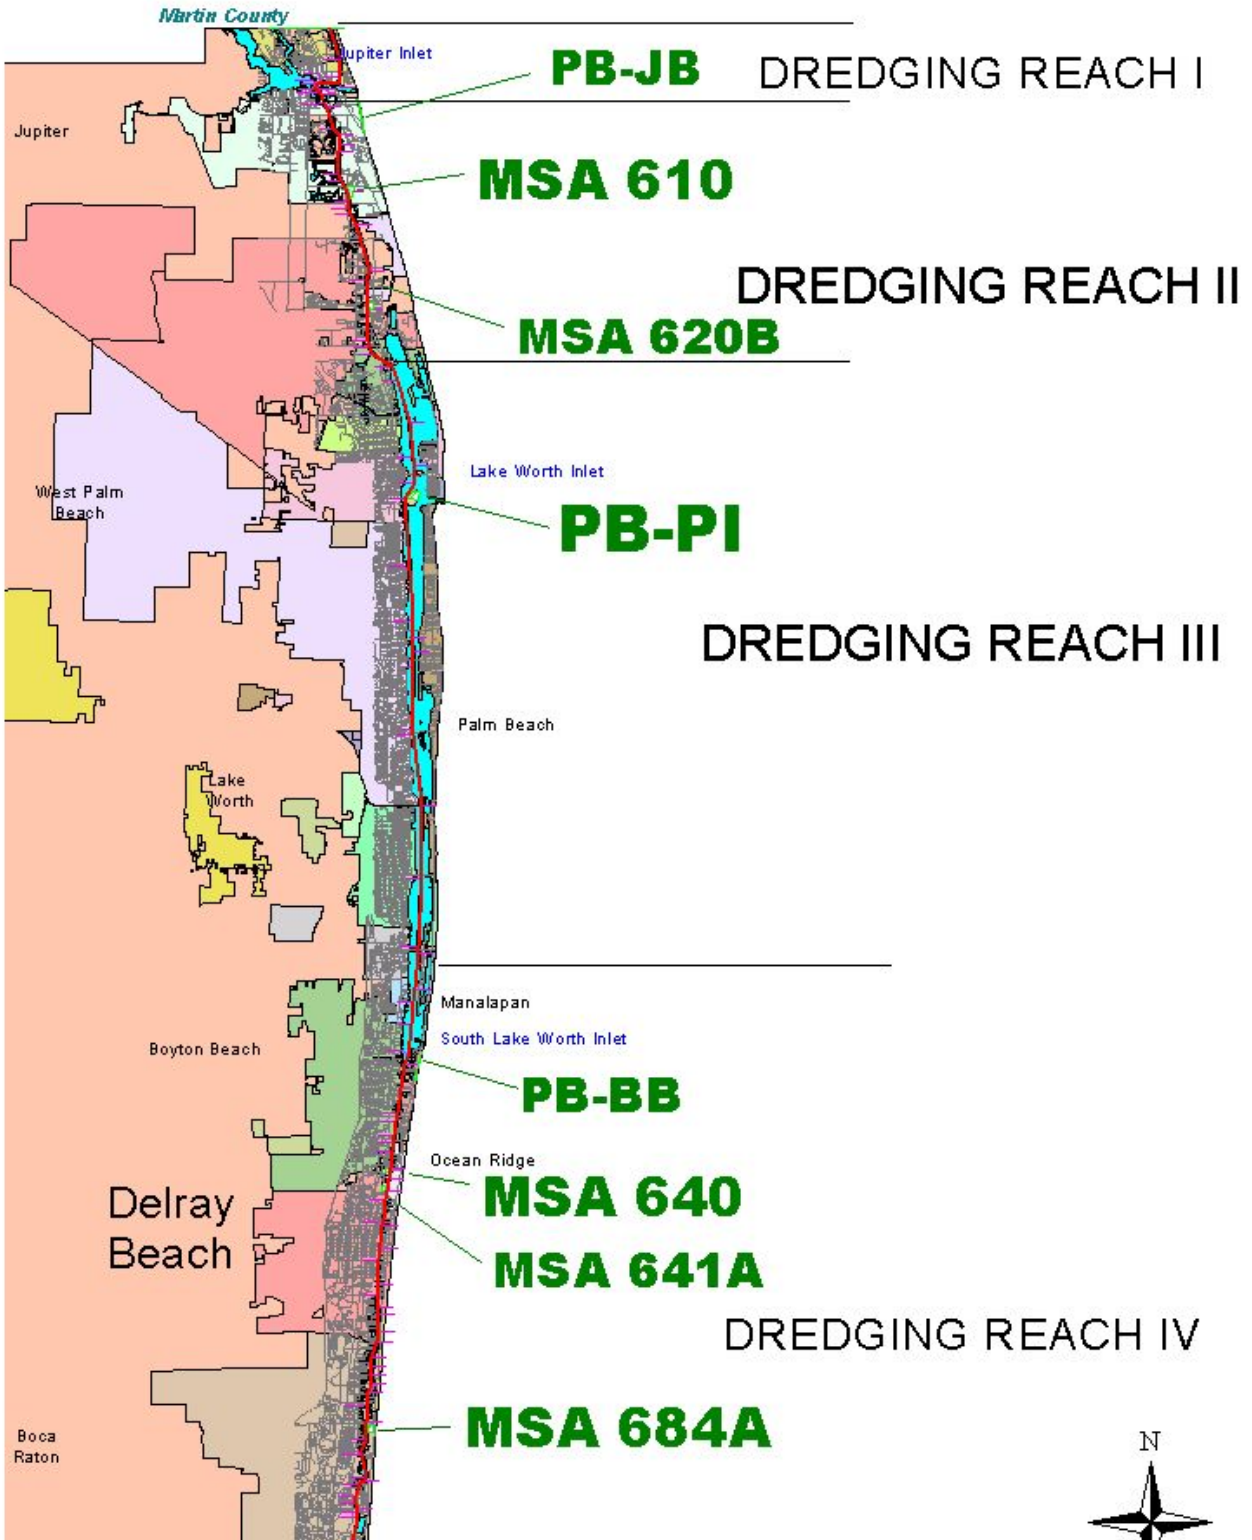 Martin County
Jupiter Inlet
PB-JB
DREDGING REACH I
Jupiter
MSA 610
DREDGING REACH II
MSA 620B
Lake Worth Inlet
West Palm
Beach
PB-PI
DREDGING REACH III
Palm Beach
Lake
Worth
Manalapan
South Lake Worth Inlet
Boyton Beach
PB-BB
Ocean Ridge
MSA 640
Delray
Beach
MSA 641A
DREDGING REACH IV
MSA 684A
Boca
Raton
N